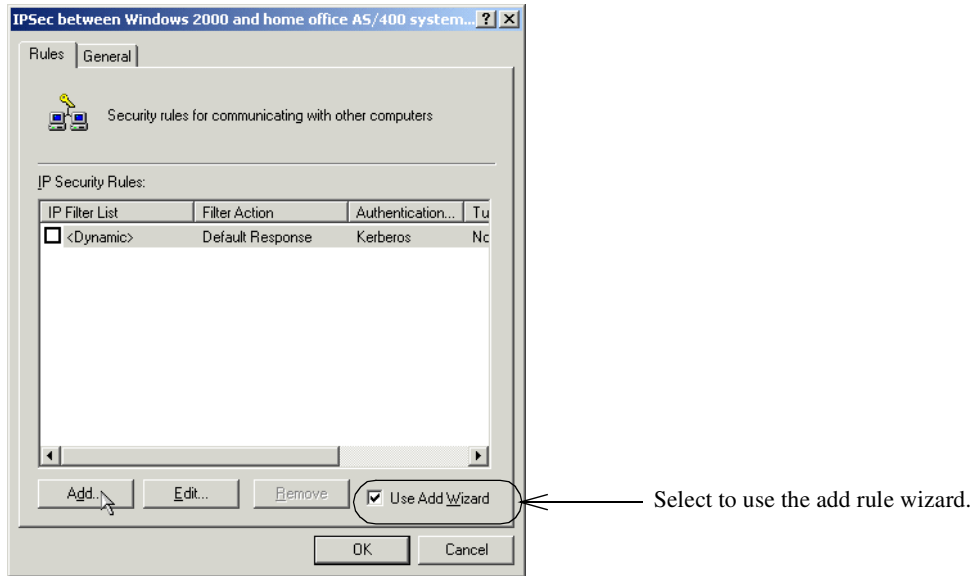 IPSec between Windows 2000 and home office AS/400 system...
Rules General
Security rules for communicating with other computers
IP Security Rules:
IP Filter List Filter Action Authentication... Tu
<Dynamic> Default Response Kerberos Nc
Add... Edit... Remove Use Add Wizard
Select to use the add rule wizard.
OK Cancel